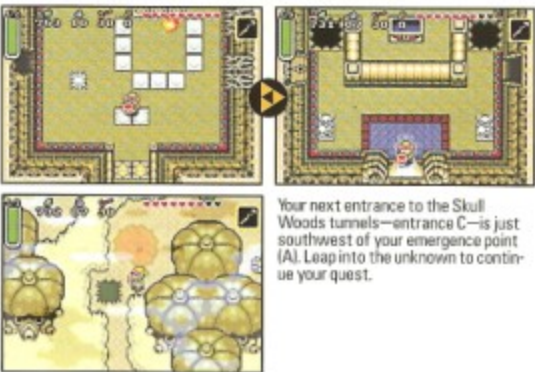 Your next entrance to the Skull
Woods tunnels—entrance C—is just
southwest of your emergence point
(A). Leap into the unknown to contin-
ue your quest.